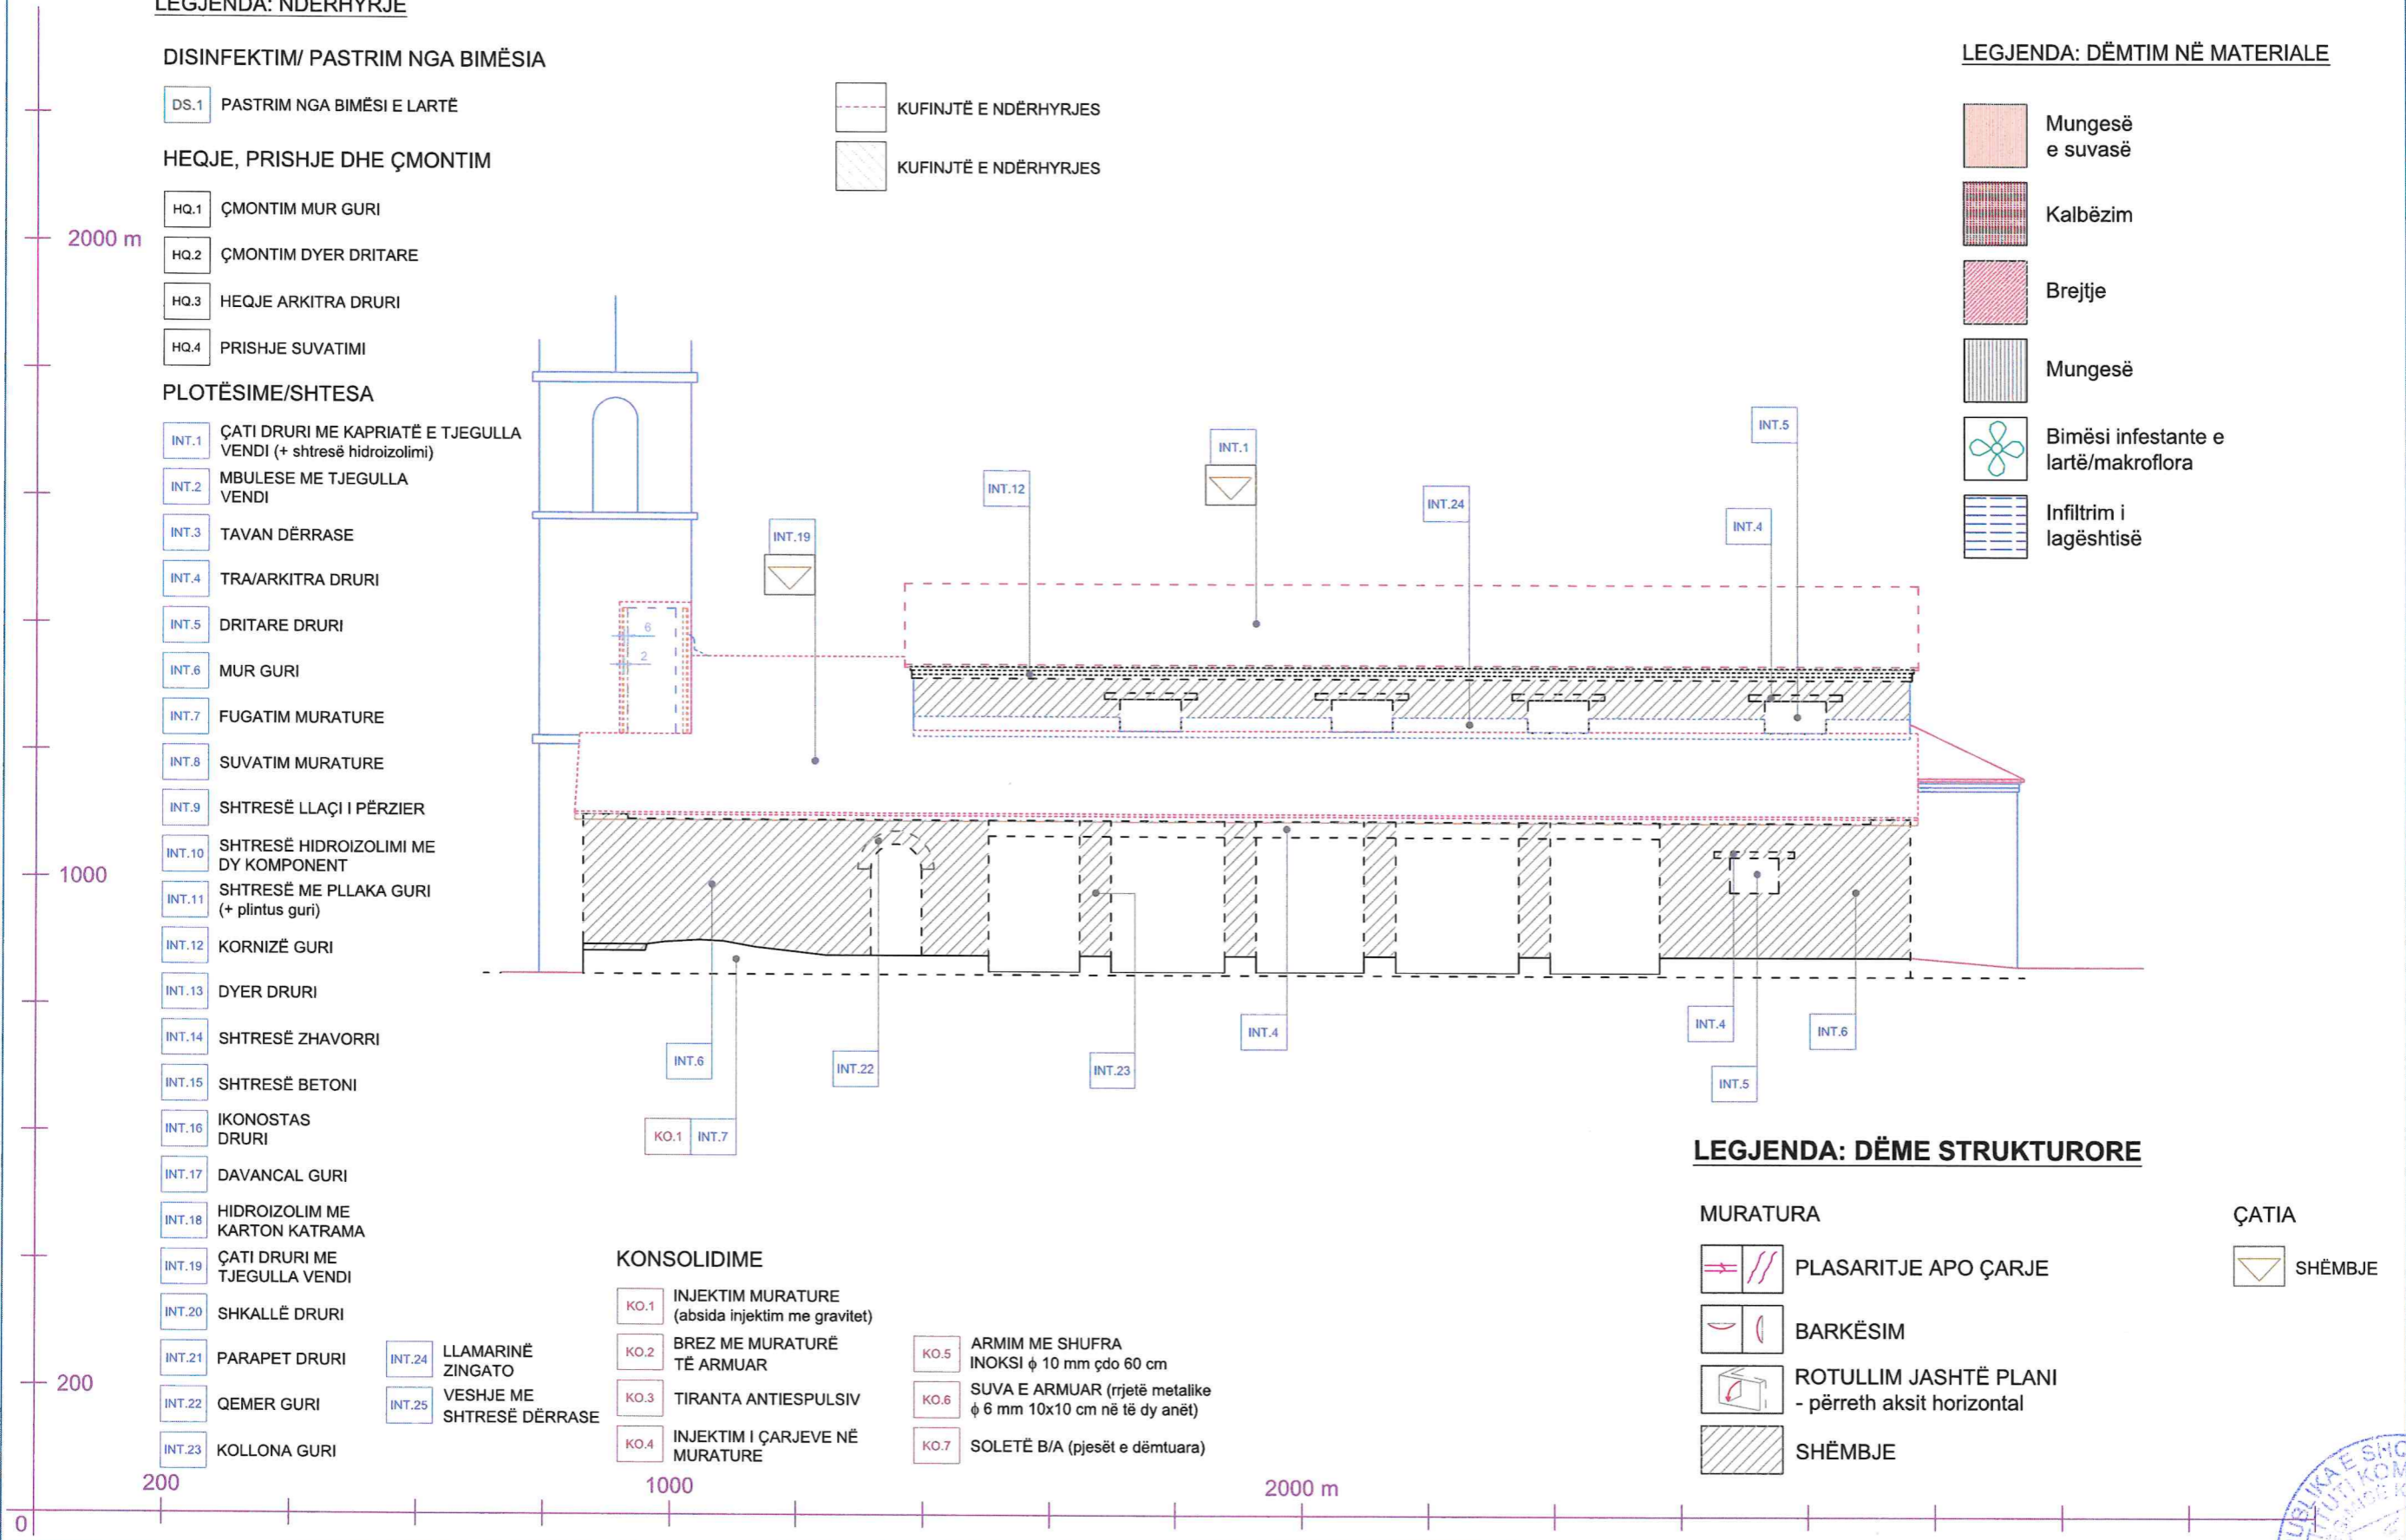 LEGJENDA: NDËRHYRJE
DISINFEKTIM/ PASTRIM NGA BIMËSIA
DS.1 PASTRIM NGA BIMËSI E LARTË
HEQJE, PRISHJE DHE ÇMONTIM
HQ.1 ÇMONTIM MUR GURI
HQ.2 ÇMONTIM DYER DRITARE
HQ.3 HEQJE ARKITRA DRURI
HQ.4 PRISHJE SUVATIMI
PLOTËSIME/SHTESA
INT.1 ÇATI DRURI ME KAPRIATË E TJEGULLA
VENDI (+ shtresë hidroizolimi)
INT.2 MBULESE ME TJEGULLA
VENDI
INT.3 TAVAN DËRRASE
INT.4 TRA/ARKITRA DRURI
INT.5 DRITARE DRURI
INT.6 MUR GURI
INT.7 FUGATIM MURATURE
INT.8 SUVATIM MURATURE
INT.9 SHTRESË LLAÇI I PËRZIER
INT.10 SHTRESË HIDROIZOLIMI ME
DY KOMPONENT
INT.11 SHTRESË ME PLLAKA GURI
(+ plintus guri)
INT.12 KORNIZË GURI
INT.13 DYER DRURI
INT.14 SHTRESË ZHAVORRI
INT.15 SHTRESË BETONI
INT.16 IKONOSTAS
DRURI
INT.17 DAVANCAL GURI
INT.18 HIDROIZOLIM ME
KARTON KATRAMA
INT.19 ÇATI DRURI ME
TJEGULLA VENDI
INT.20 SHKALLË DRURI
INT.21 PARAPET DRURI
INT.22 QEMER GURI
INT.23 KOLLONA GURI
INT.24 LLAMARINË
ZINGATO
INT.25 VESHJE ME
SHTRESË DËRRASE
KUFINJTË E NDËRHYRJES
KUFINJTË E NDËRHYRJES
LEGJENDA: DËMTIM NË MATERIALE
Mungesë
e suvasë
Kalbëzim
Brejtje
Mungesë
Bimësi infestante e
lartë/makroflora
Infiltrim i
lagështisë
INT.19
INT.12
INT.1
INT.24
INT.5
INT.4
6
2
INT.6
KO.1 INT.7
INT.22
INT.23
INT.4
INT.4
INT.5
INT.6
KONSOLIDIME
KO.1 INJEKTIM MURATURE
(absida injektim me gravitet)
KO.2 BREZ ME MURATURË
TË ARMUAR
KO.3 TIRANTA ANTIESPULSIV
KO.4 INJEKTIM I ÇARJEVE NË
MURATURE
KO.5 ARMIM ME SHUFRA
INOKSI ϕ 10 mm çdo 60 cm
KO.6 SUVA E ARMUAR (rrjetë metalike
ϕ 6 mm 10x10 cm në të dy anët)
KO.7 SOLETË B/A (pjesët e dëmtuara)
LEGJENDA: DËME STRUKTURORE
MURATURA
PLASARITJE APO ÇARJE
BARKËSIM
ROTULLIM JASHTË PLANI
- përreth aksit horizontal
SHËMBJE
ÇATIA
SHËMBJE
2000 m
1000
200
0
200
1000
2000 m